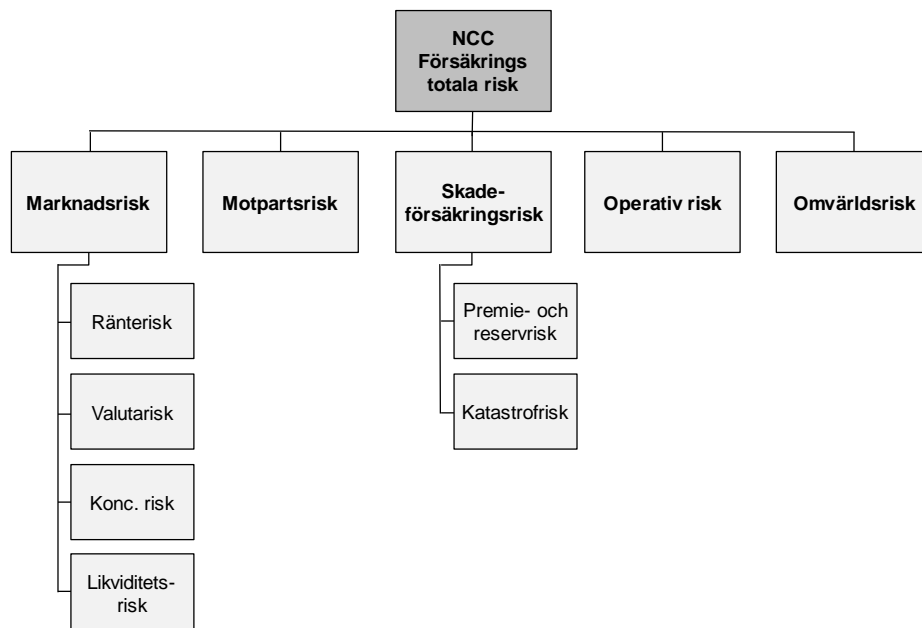 NCC
Försäkrings
totala risk
Marknadsrisk
Motpartsrisk
Skade-
försäkringsrisk
Operativ risk
Omvärldsrisk
Ränterisk
Valutarisk
Konc. risk
Likviditets-
risk
Premie- och
reservrisk
Katastrofrisk